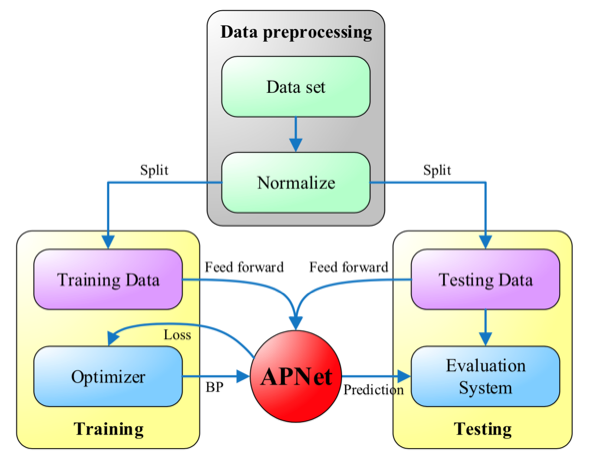 Data preprocessing
Data set
Normalize
Split
Split
Training Data
Feed forward
Feed forward
Testing Data
Loss
Optimizer
BP
APNet
Prediction
Evaluation
System
Training
Testing